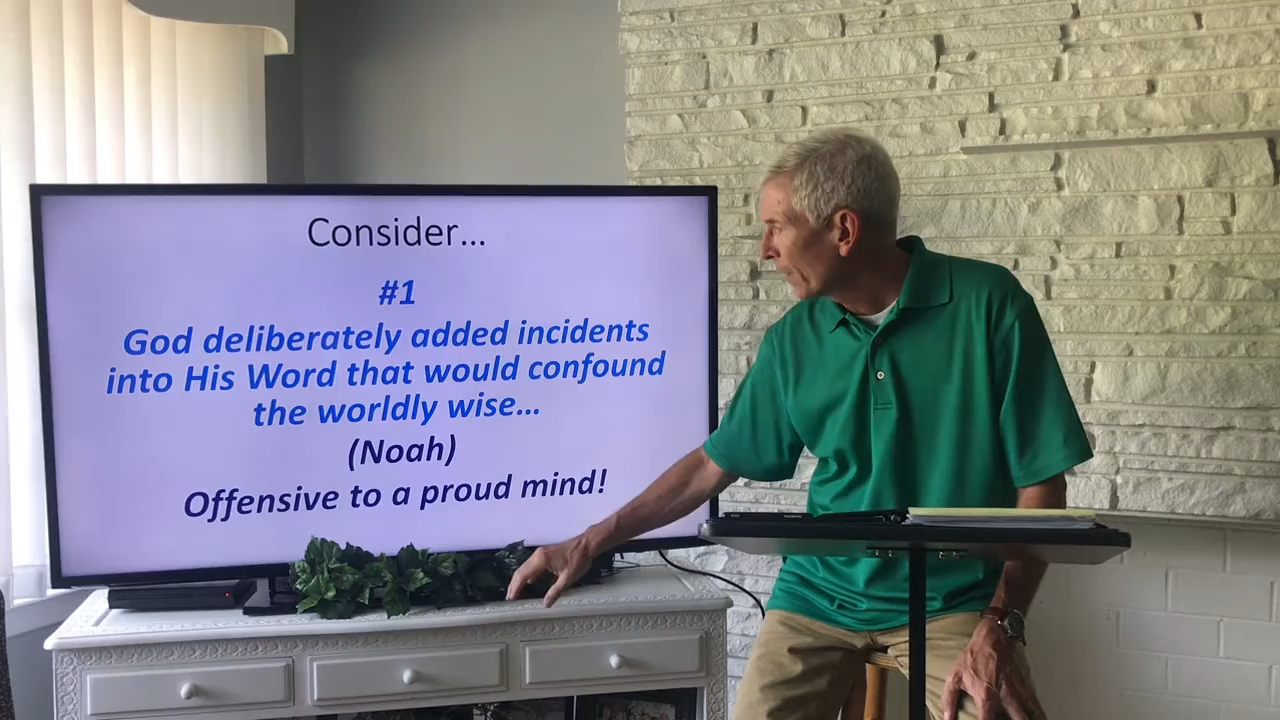 Consider...
#1
God deliberately added incidents
into His Word that would confound
the worldly wise...
(Noah)
Offensive to a proud mind!